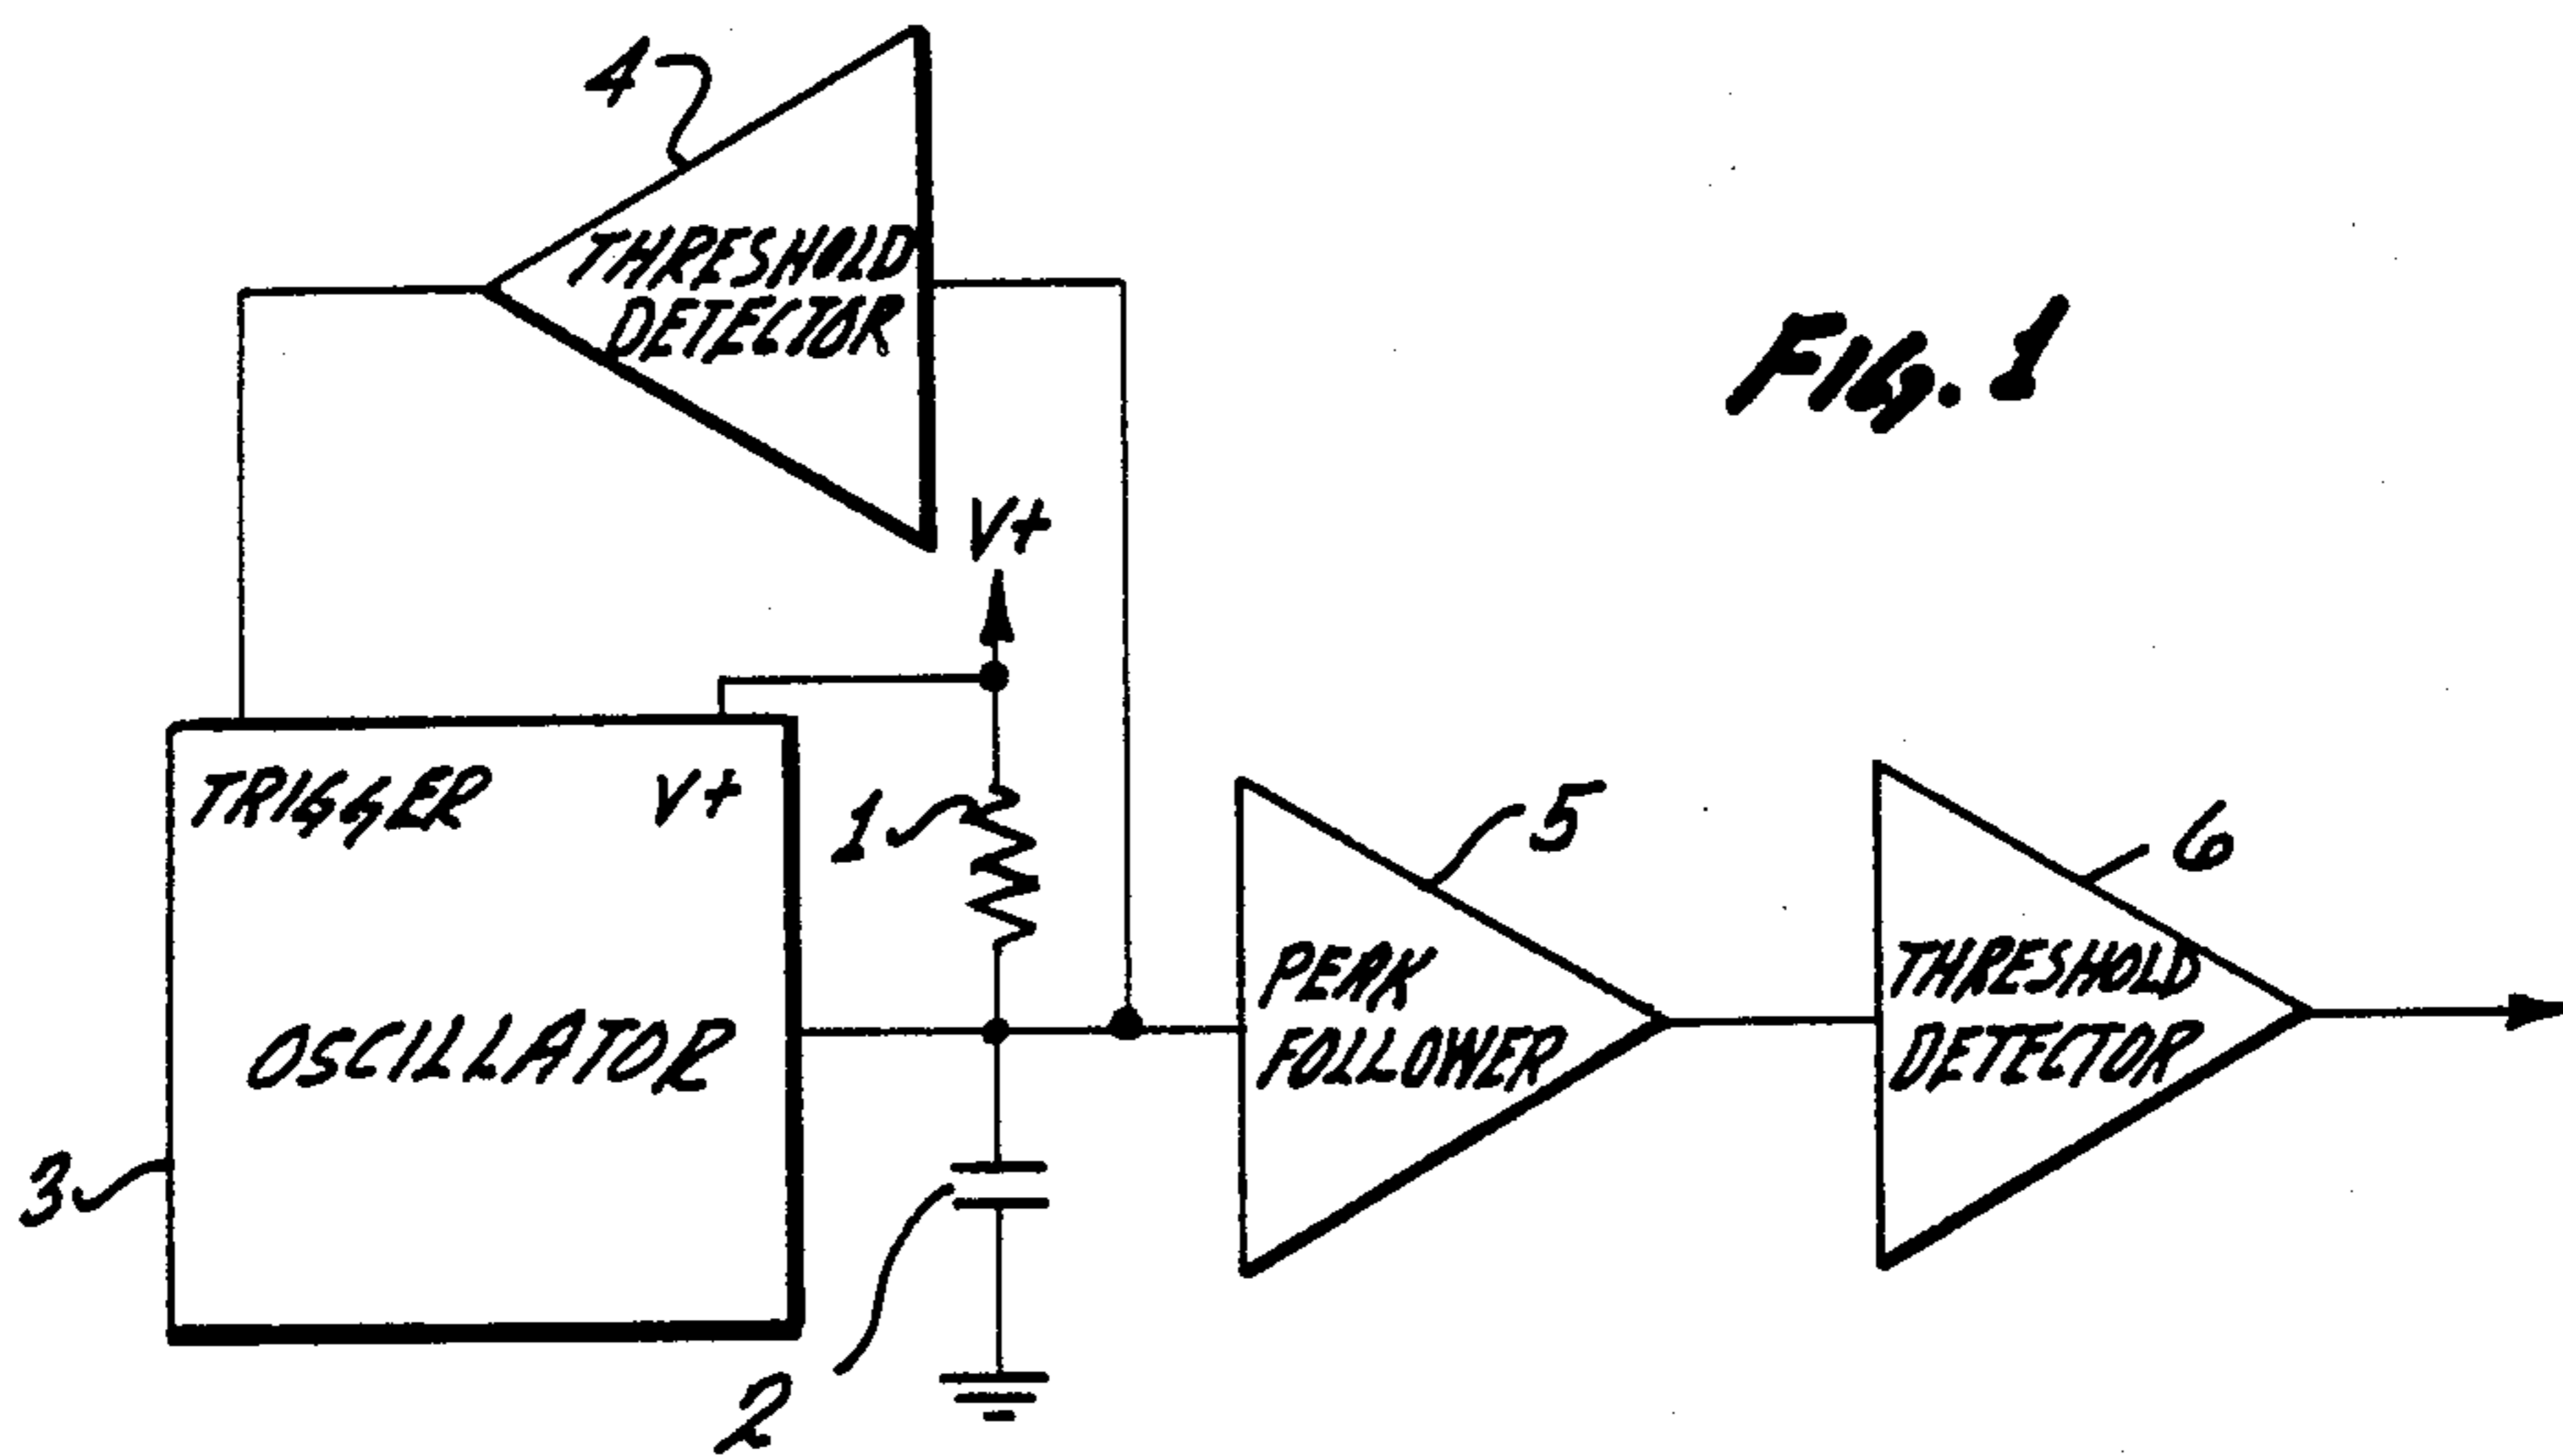 4
THRESHOLD
DETECTOR
FIG. 1
V+
TRIGGER V+
1
5
6
PEAK
FOLLOWER
THRESHOLD
DETECTOR
OSCILLATOR
3
2